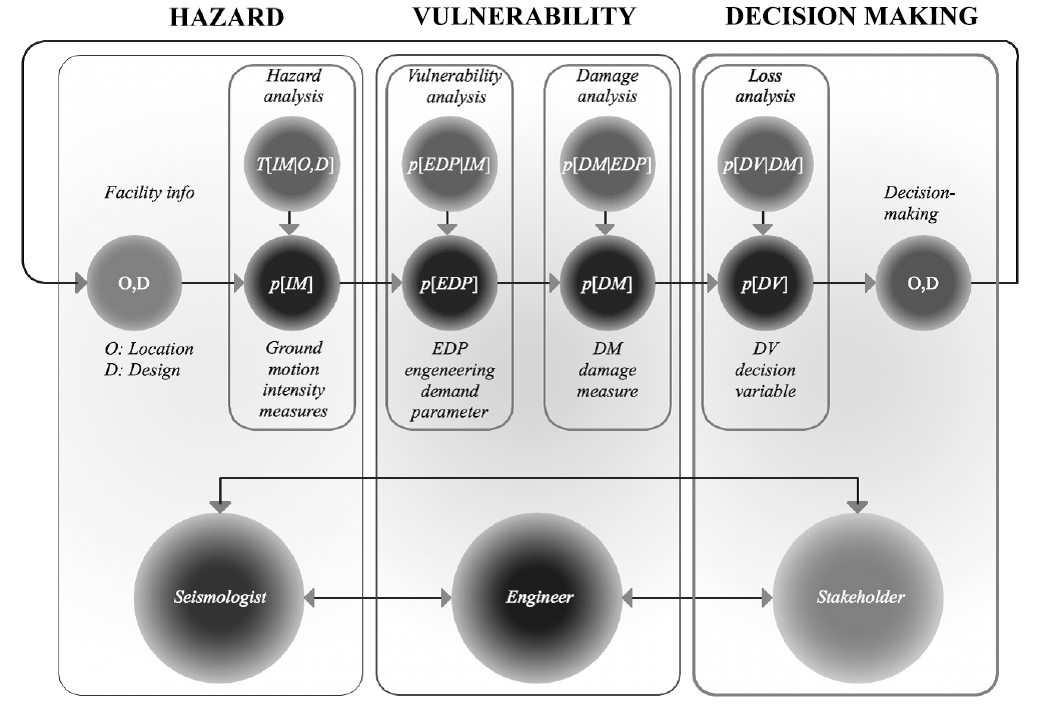 HAZARD
VULNERABILITY
DECISION MAKING
Hazard
analysis
Vulnerability
analysis
Damage
analysis
Loss
analysis
T[IM|O,D]
p[EDP|IM]
p[DM|EDP]
p[DV|DM]
Facility info
Decision-
making
O,D
p[IM]
p[EDP]
p[DM]
p[DV]
O,D
O: Location
D: Design
Ground
motion
intensity
measures
EDP
engeneering
demand
parameter
DM
damage
measure
DV
decision
variable
Seismologist
Engineer
Stakeholder